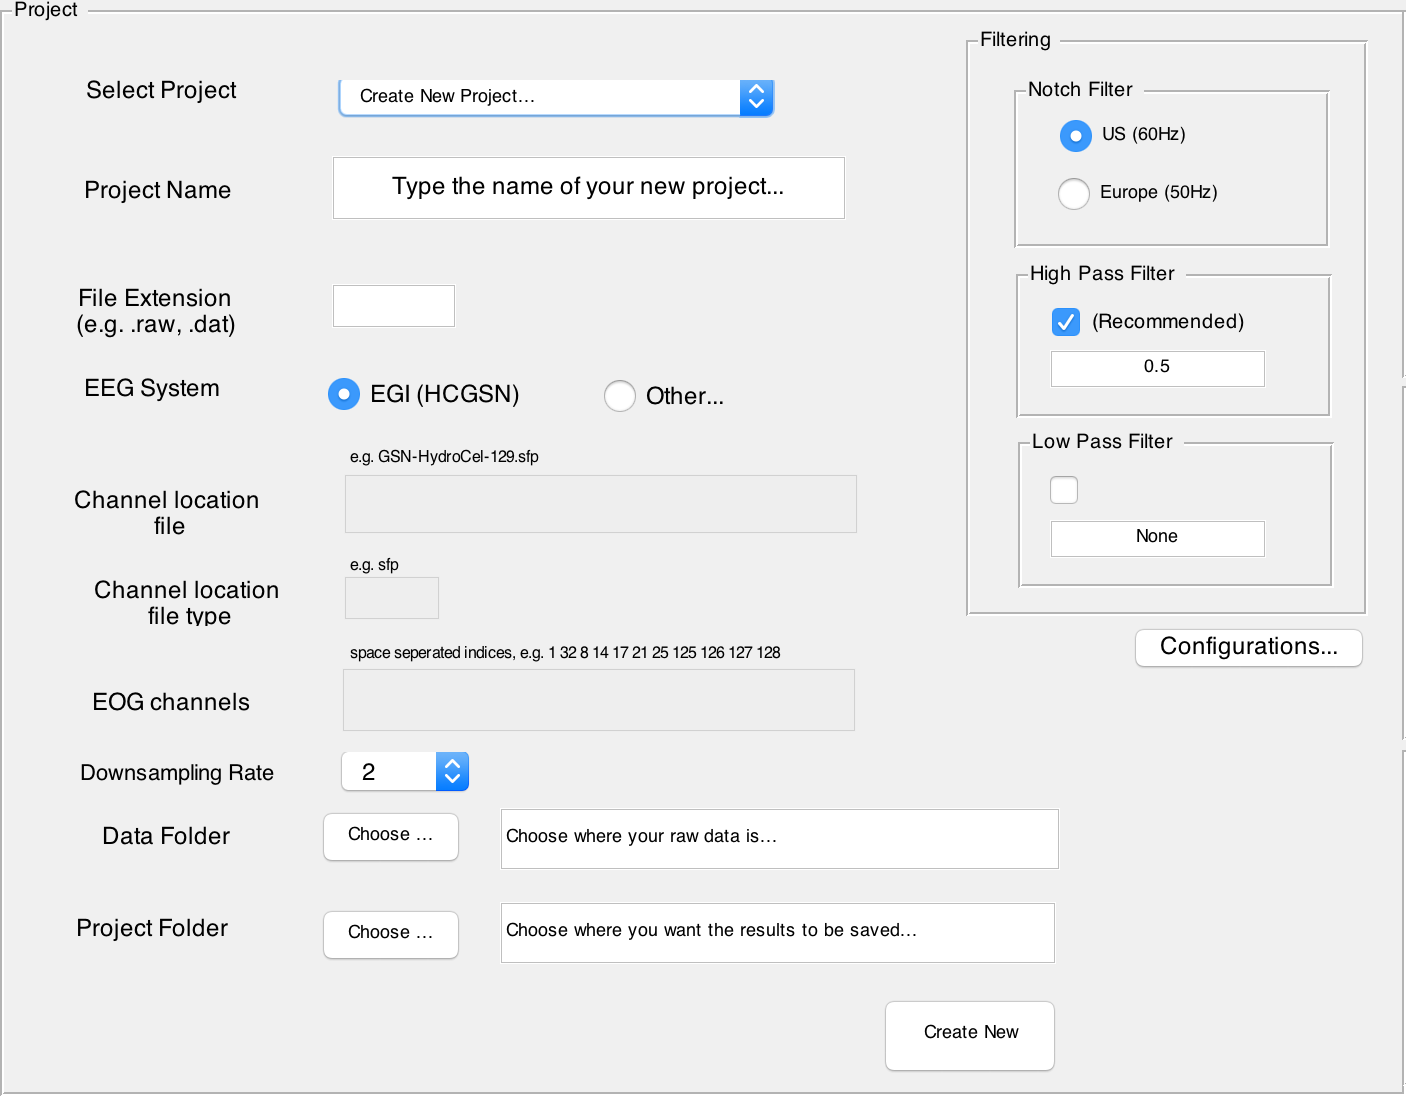 Project
Select Project
Create New Project...
Project Name
Type the name of your new project...
File Extension
(e.g. .raw, .dat)
EEG System
EGI (HCGSN)
Other...
e.g. GSN-HydroCel-129.sfp
Channel location
file
e.g. sfp
Channel location
file type
space seperated indices, e.g. 1 32 8 14 17 21 25 125 126 127 128
EOG channels
Downsampling Rate
2
Data Folder
Choose ...
Choose where your raw data is...
Project Folder
Choose ...
Choose where you want the results to be saved...
Create New
Filtering
Notch Filter
US (60Hz)
Europe (50Hz)
High Pass Filter
(Recommended)
0.5
Low Pass Filter
None
Configurations...